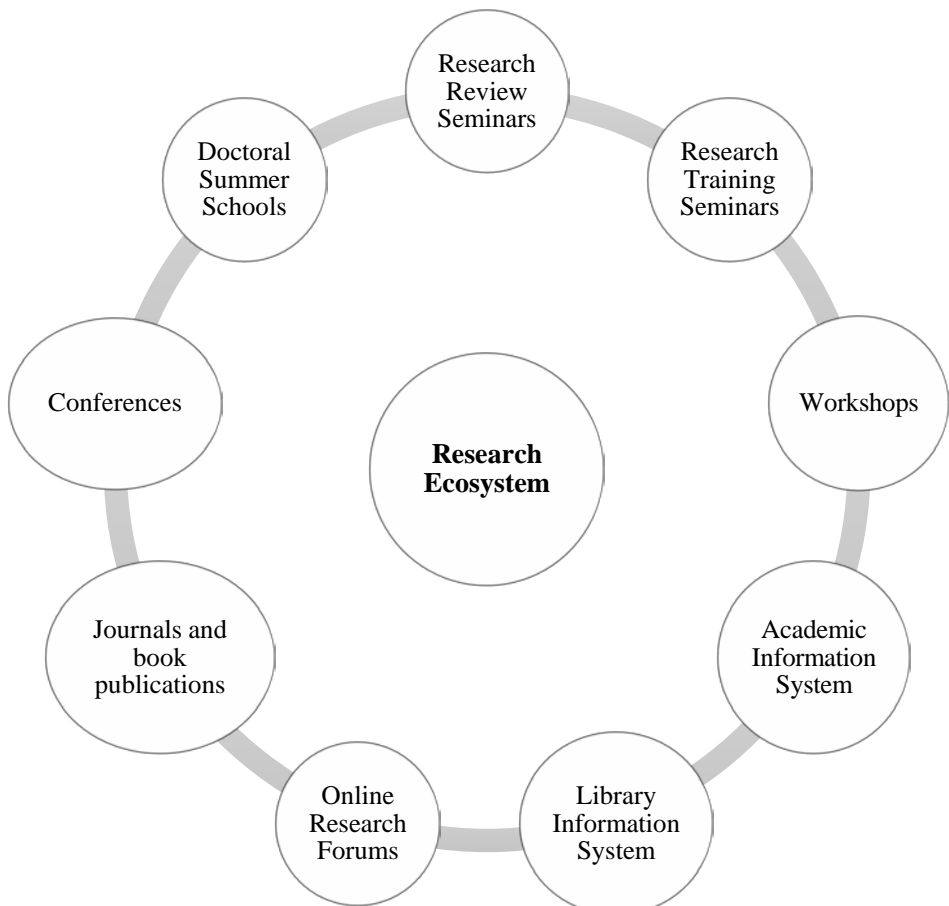 Research
Review
Seminars
Research
Training
Seminars
Workshops
Academic
Information
System
Library
Information
System
Online
Research
Forums
Journals and
book
publications
Conferences
Doctoral
Summer
Schools
Research
Ecosystem